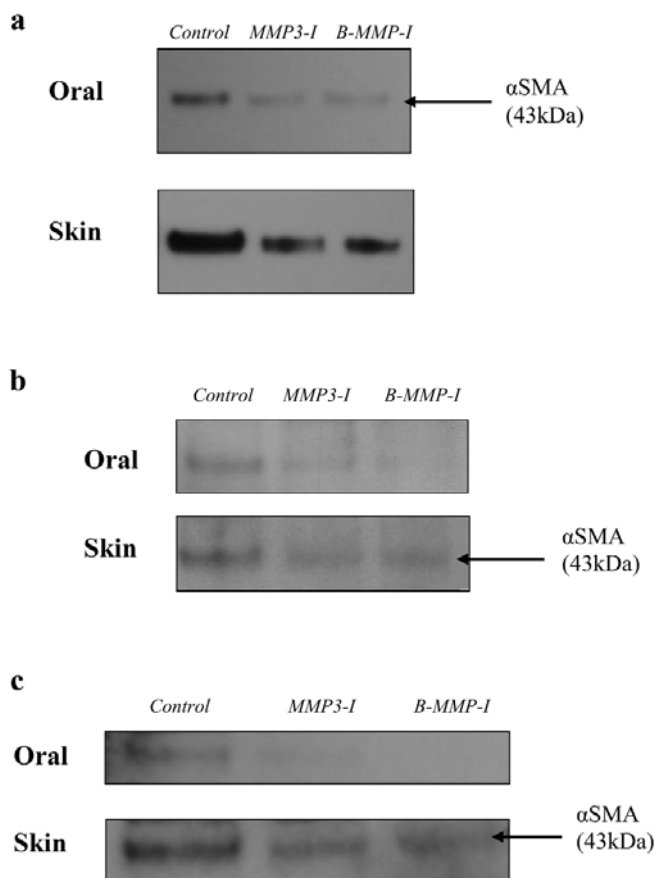 a
Control MMP3-I B-MMP-I
Oral
αSMA
(43kDa)
Skin
b
Control MMP3-I B-MMP-I
Oral
Skin
αSMA
(43kDa)
c
Control MMP3-I B-MMP-I
Oral
Skin
αSMA
(43kDa)